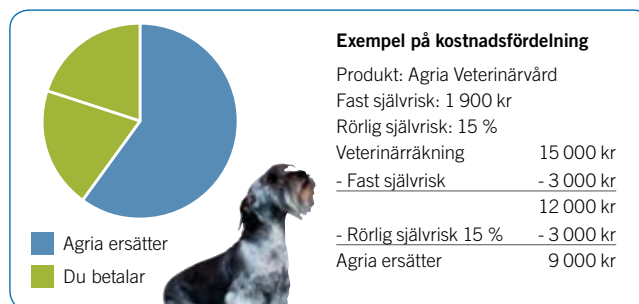 Exempel på kostnadsfördelning
Produkt: Agria Veterinärvård
Fast självrisk: 1 900 kr
Rörlig självrisk: 15 %
Veterinärräkning 15 000 kr
- Fast självrisk - 3 000 kr
12 000 kr
- Rörlig självrisk 15 % - 3 000 kr
Agria ersätter 9 000 kr
Agria ersätter
Du betalar